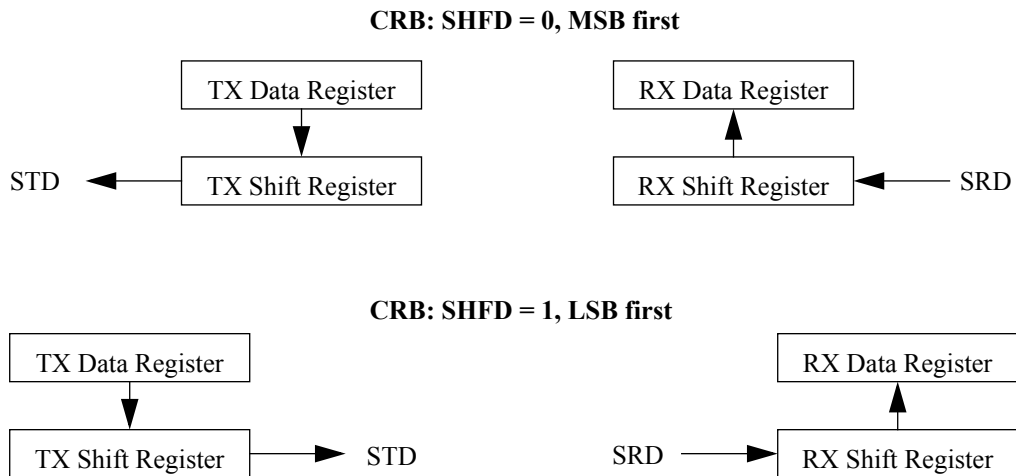 CRB: SHFD = 0, MSB first
TX Data Register
RX Data Register
STD
TX Shift Register
RX Shift Register
SRD
CRB: SHFD = 1, LSB first
TX Data Register
RX Data Register
TX Shift Register
STD
SRD
RX Shift Register